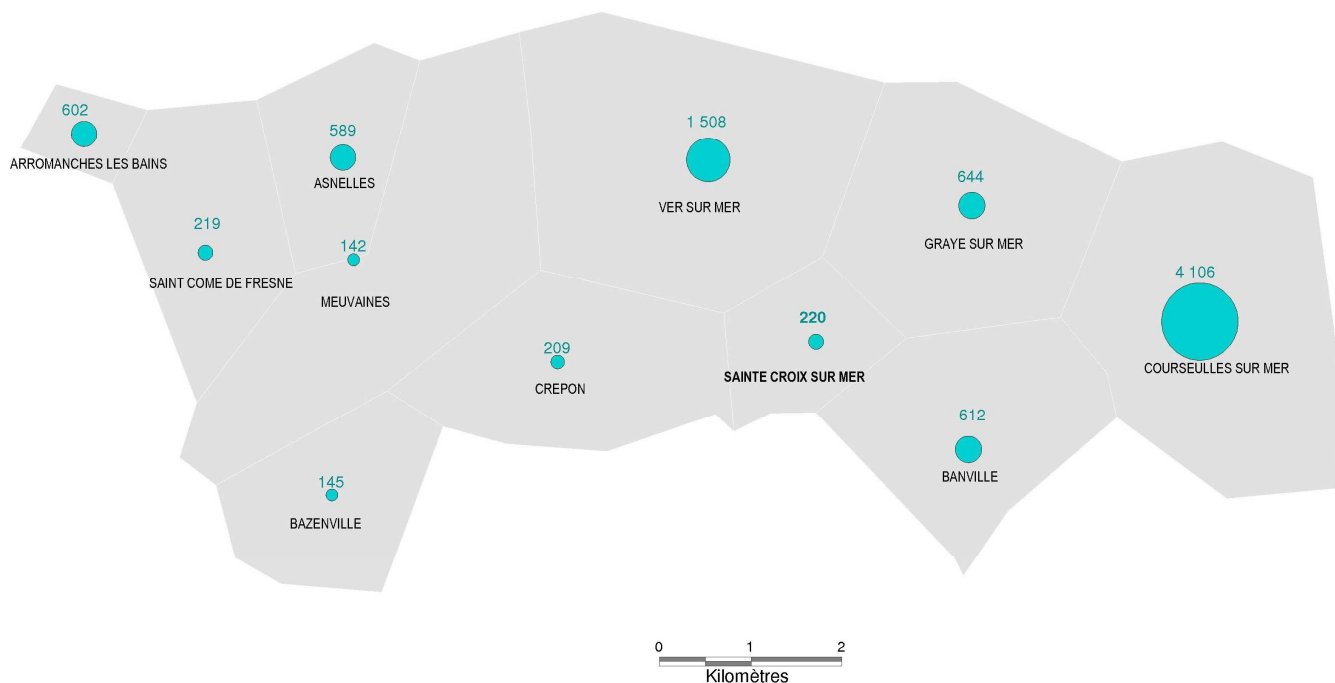 602
ARROMANCHES LES BAINS
219
SAINT COME DE FRESNE
589
ASNELLES
142
MEUVAINES
145
BAZENVILLE
209
CREPON
1 508
VER SUR MER
220
SAINTE CROIX SUR MER
644
GRAYE SUR MER
612
BANVILLE
4 106
COURSEULLES SUR MER
0 1 2
Kilomètres